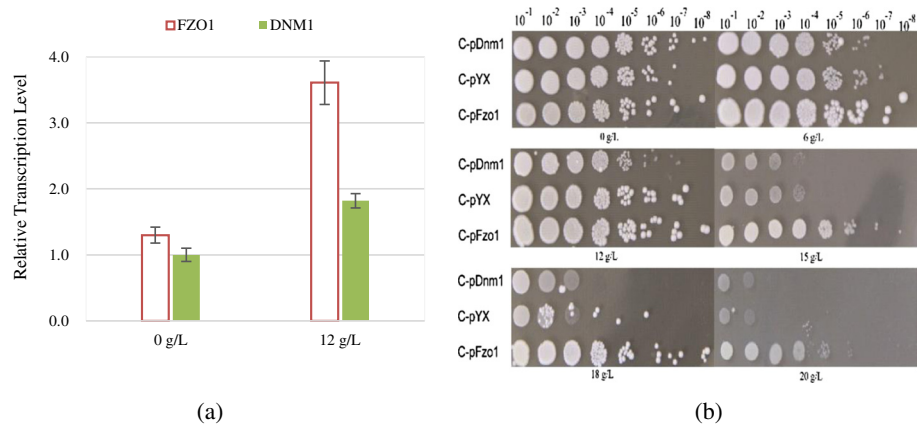 FZO1 DNM1
Relative Transcription Level
4.0
3.0
2.0
1.0
0.0
0 g/L 12 g/L
(a)
10⁻¹ 10⁻² 10⁻³ 10⁻⁴ 10⁻⁵ 10⁻⁶ 10⁻⁷ 10⁻⁸ 10⁻¹ 10⁻² 10⁻³ 10⁻⁴ 10⁻⁵ 10⁻⁶ 10⁻⁷ 10⁻⁸
C-pDnm1
C-pYX
C-pFzo1
0 g/L 6 g/L
C-pDnm1
C-pYX
C-pFzo1
12 g/L 15 g/L
C-pDnm1
C-pYX
C-pFzo1
18 g/L 20 g/L
(b)